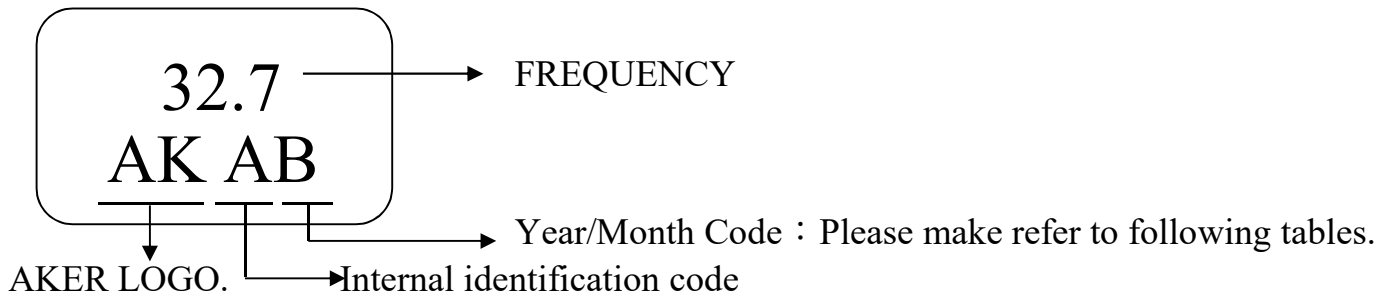 32.7
FREQUENCY
AK AB
Year/Month Code：Please make refer to following tables.
AKER LOGO.
Internal identification code